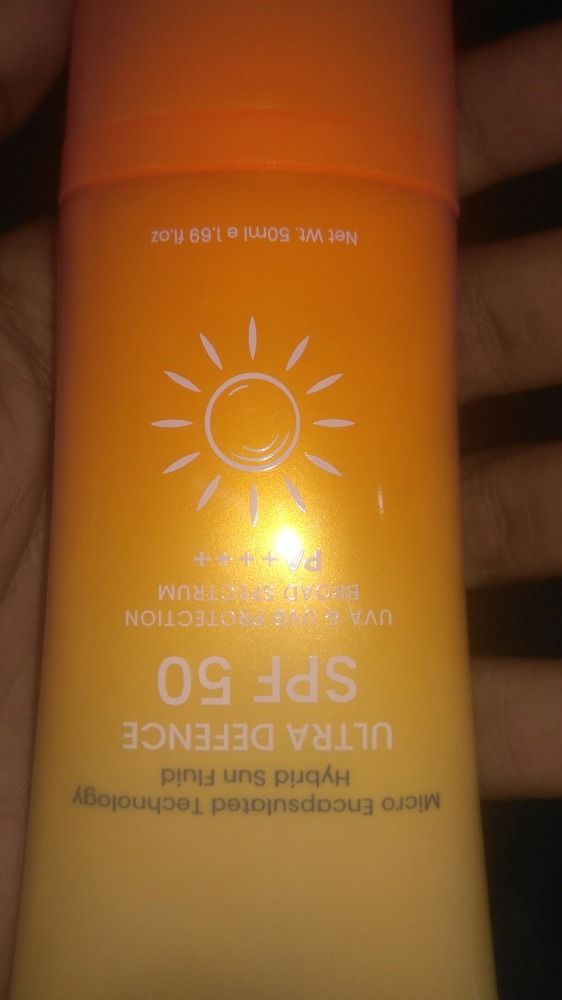 Micro Encapsulated Technology
Hybrid Sun Fluid
ULTRA DEFENCE
SPF 50
UVA & UVB PROTECTION
BROAD SPECTRUM
PA++++
Net Wt. 50ml e 1.69 fl.oz